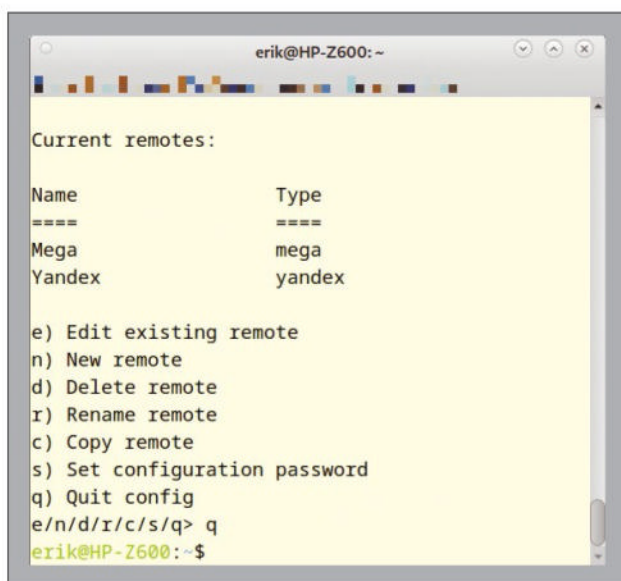 erik@HP-Z600: ~
Current remotes:
Name Type
==== ====
Mega mega
Yandex yandex
e) Edit existing remote
n) New remote
d) Delete remote
r) Rename remote
c) Copy remote
s) Set configuration password
q) Quit config
e/n/d/r/c/s/q> q
erik@HP-Z600:~$